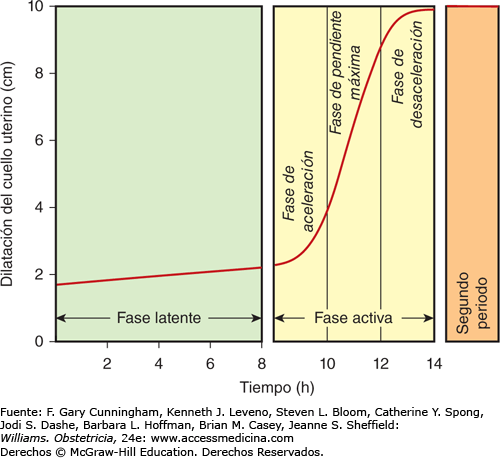 Dilatación del cuello uterino (cm)
10
8
6
4
2
0
Fase latente
Fase de
aceleración
Fase de pendiente
máxima
Fase de
desaceleración
Fase activa
Segundo
periodo
2
4
6
8
10
12
14
Tiempo (h)
Fuente: F. Gary Cunningham, Kenneth J. Leveno, Steven L. Bloom, Catherine Y. Spong,
Jodi S. Dashe, Barbara L. Hoffman, Brian M. Casey, Jeanne S. Sheffield:
Williams. Obstetricia, 24e: www.accessmedicina.com
Derechos © McGraw-Hill Education. Derechos Reservados.